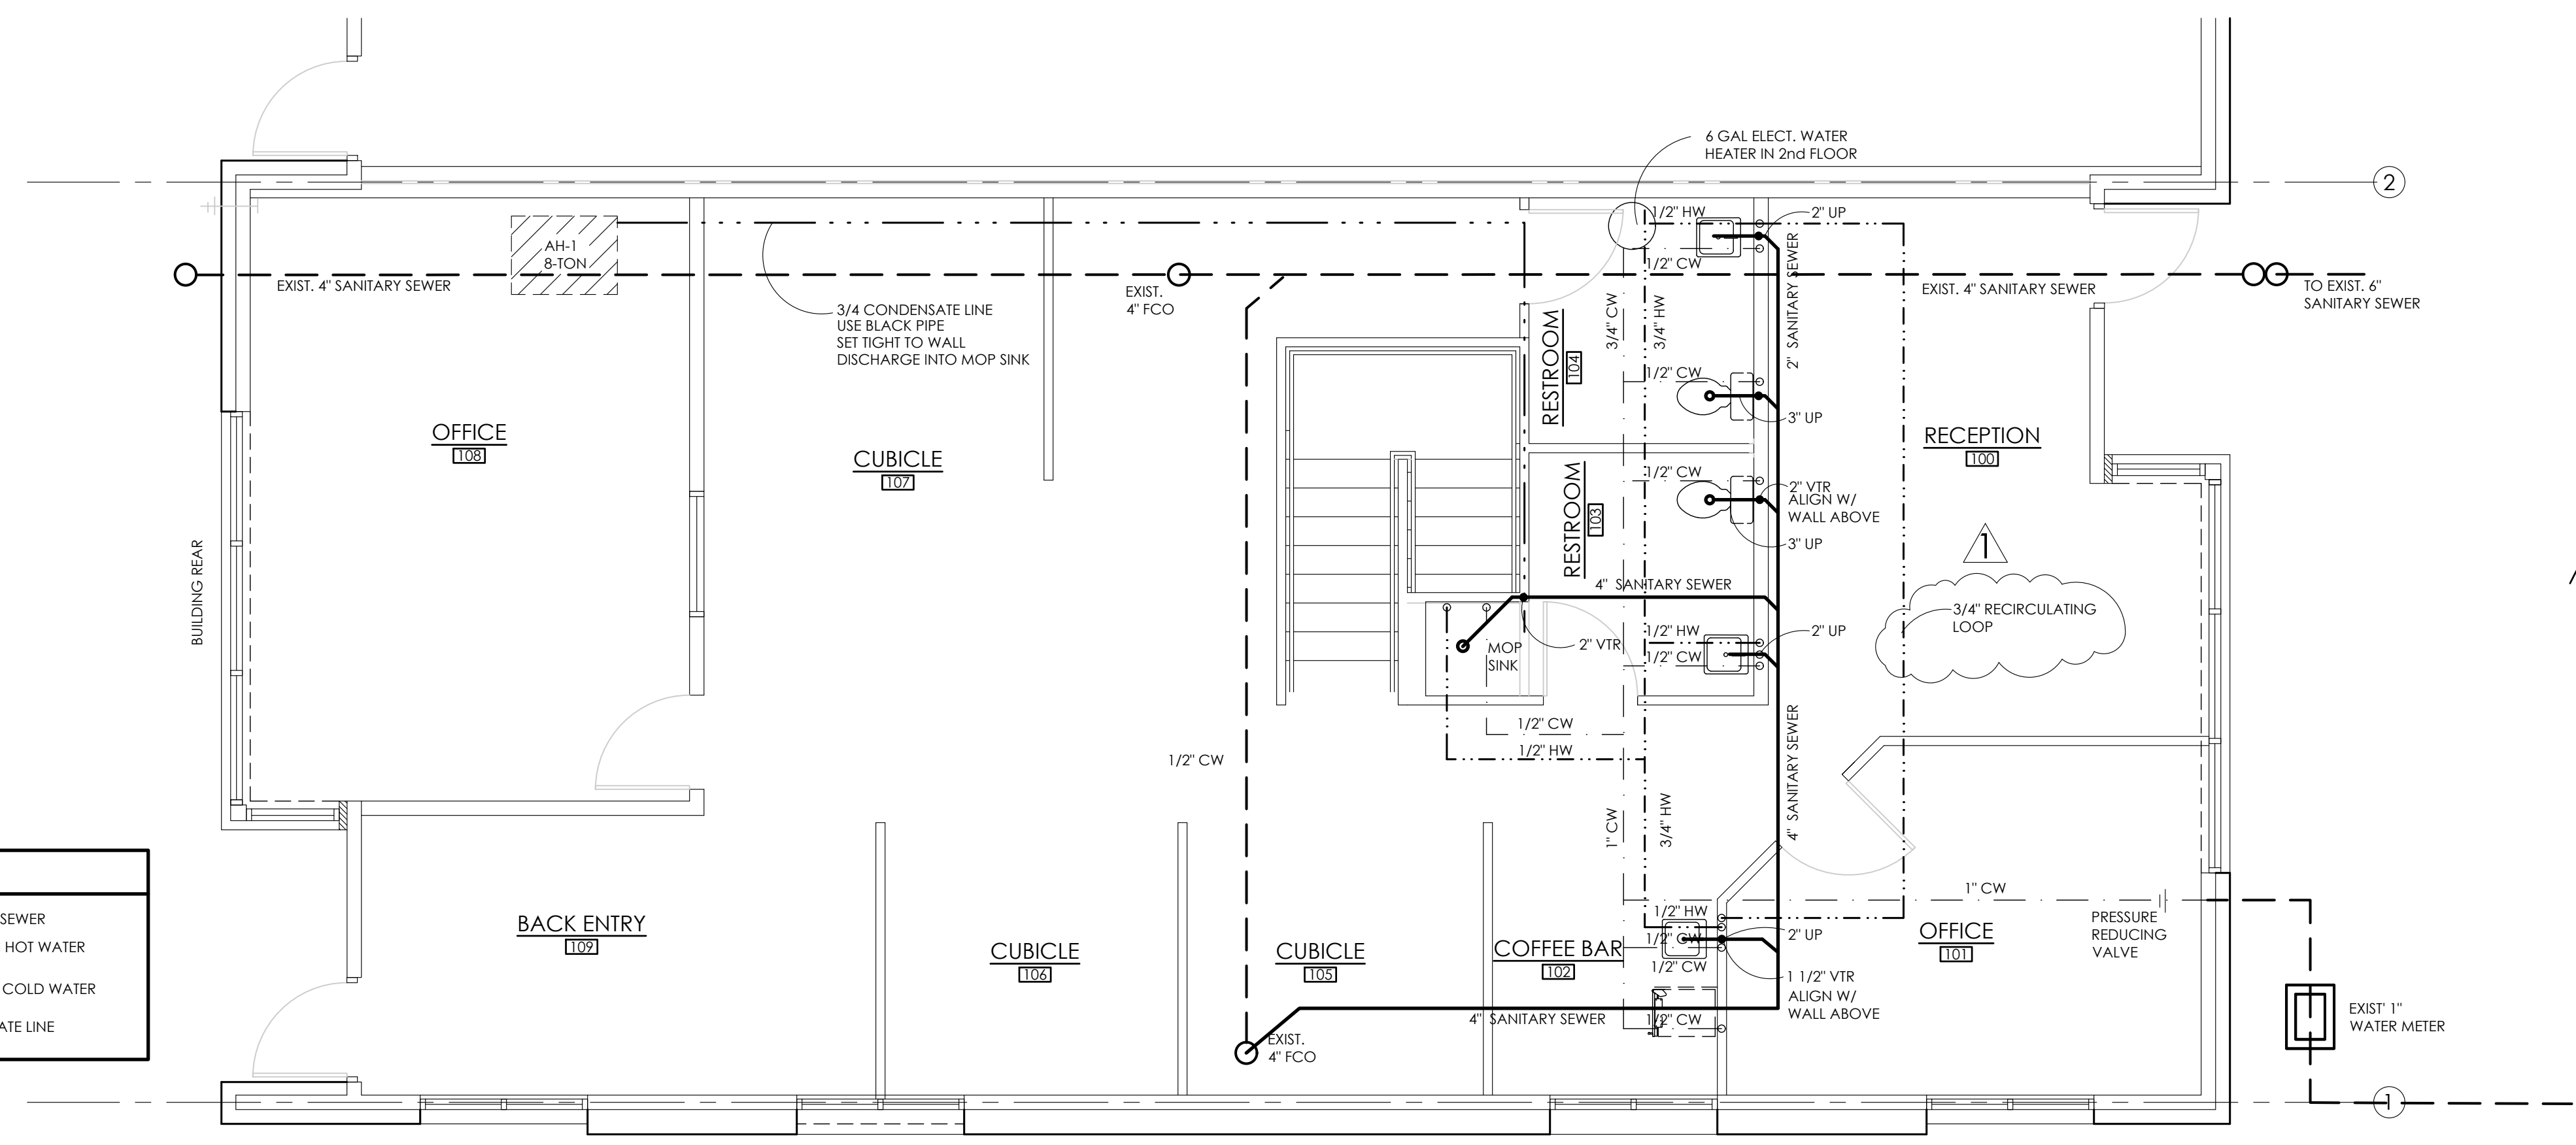 6 GAL ELECT. WATER
HEATER IN 2nd FLOOR
2
1/2" HW
2" UP
AH-1
8-TON
1/2" CW
2" SANITARY SEWER
EXIST. 4" SANITARY SEWER
EXIST.
4" FCO
EXIST. 4" SANITARY SEWER
TO EXIST. 6"
SANITARY SEWER
3/4 CONDENSATE LINE
USE BLACK PIPE
SET TIGHT TO WALL
DISCHARGE INTO MOP SINK
3/4" CW
3/4" HW
RESTROOM
104
1/2" CW
3" UP
OFFICE
108
CUBICLE
107
RECEPTION
100
1/2" CW
2" VTR
ALIGN W/
WALL ABOVE
RESTROOM
103
3" UP
1
BUILDING REAR
4" SANITARY SEWER
3/4" RECIRCULATING
LOOP
MOP
SINK
2" VTR
1/2" HW
2" UP
1/2" CW
1/2" CW
1/2" HW
1/2" CW
4" SANITARY SEWER
1" CW
3/4" HW
SEWER
HOT WATER
COLD WATER
ATE LINE
BACK ENTRY
109
CUBICLE
106
CUBICLE
105
COFFEE BAR
102
1/2" HW
1/2" CW
1/2" CW
2" UP
1 1/2" VTR
ALIGN W/
WALL ABOVE
1" CW
OFFICE
101
PRESSURE
REDUCING
VALVE
4" SANITARY SEWER
1/2" CW
EXIST.
4" FCO
EXIST' 1"
WATER METER
1